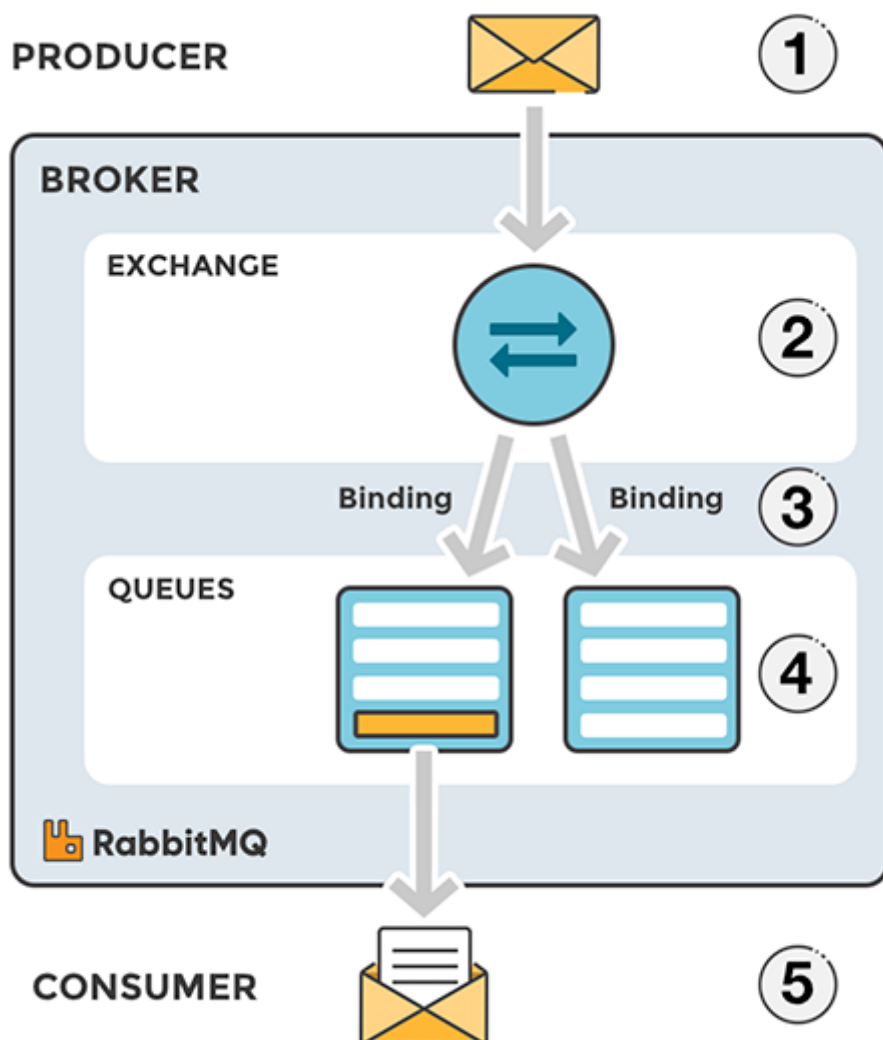 PRODUCER 1
BROKER
EXCHANGE
2
Binding Binding 3
QUEUES
4
RabbitMQ
CONSUMER 5